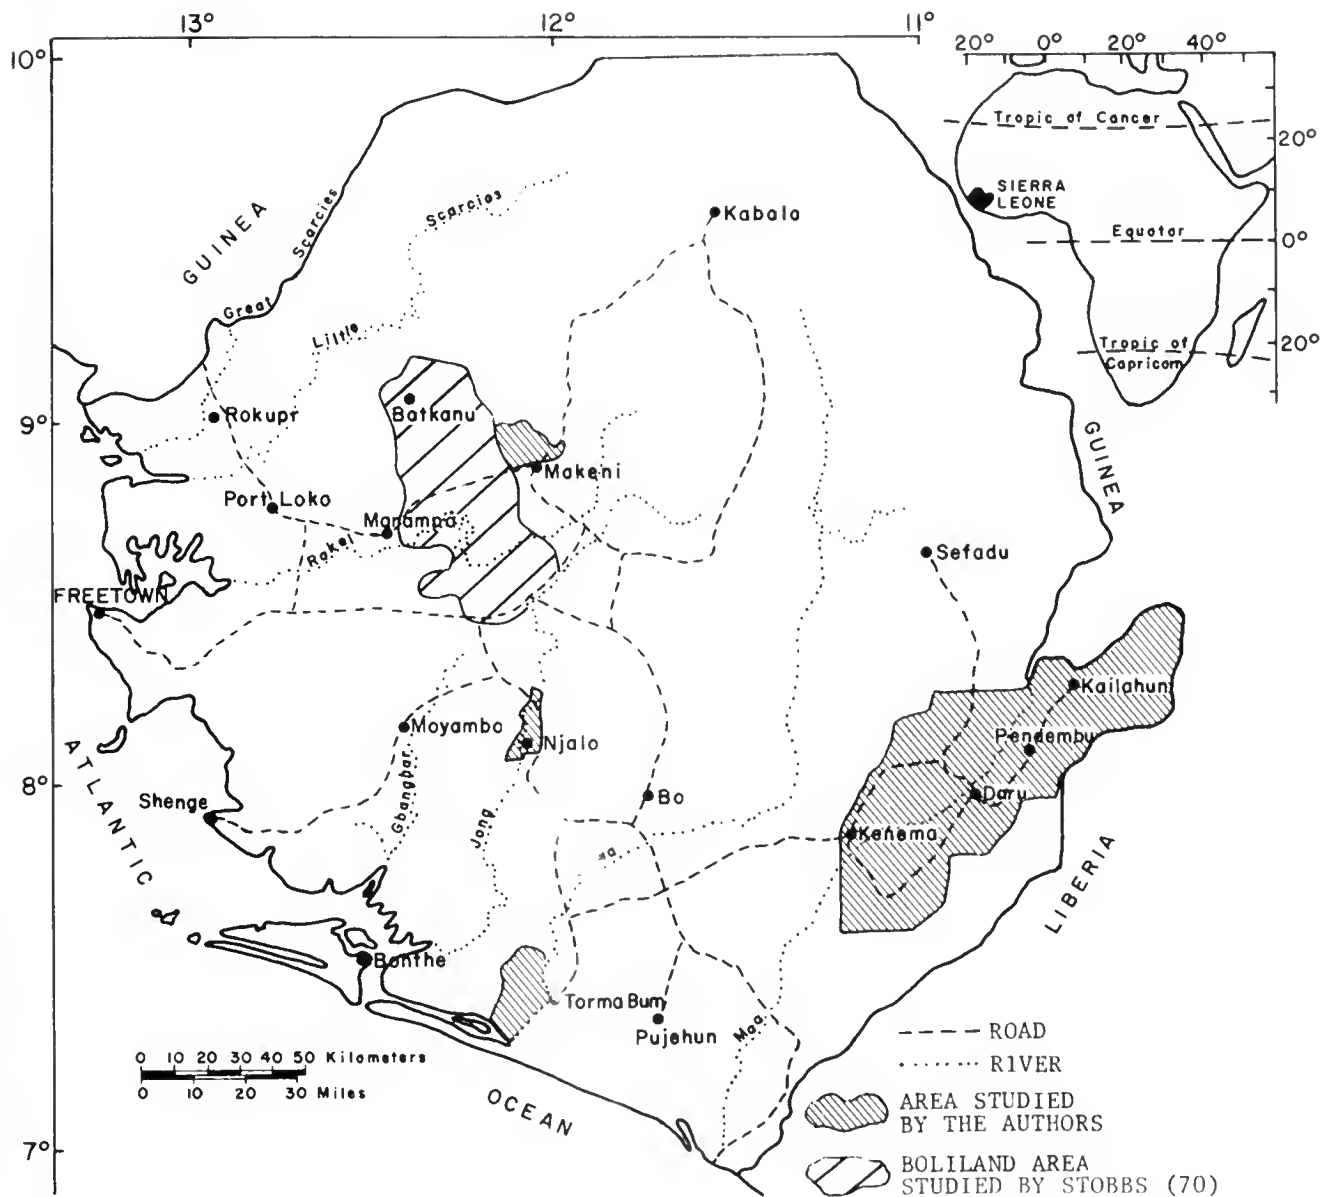 13° 12° 11°
20° 0° 20° 40°
10°
Tropic of Cancer
20°
SIERRA
LEONE
Equator
0°
Tropic of
Capricorn
20°
GUINEA
Great Scarcies
Little Scarcies
Kabala
9°
Rokupr
Batkanu
Makeni
GUINEA
Port Loko
Marampa
Rokel
Sefadu
FREETOWN
Kailahun
Moyamba
Njala
Pendembu
8°
Shenge
Gbangbar
Jong
Bo
Daru
Kenema
ATLANTIC
LIBERIA
Bonthe
Torma Bum
Pujehun
Moa
0 10 20 30 40 50 Kilometers
0 10 20 30 Miles
OCEAN
7°
ROAD
RIVER
AREA STUDIED
BY THE AUTHORS
BOLILAND AREA
STUDIED BY STOBBS (70)